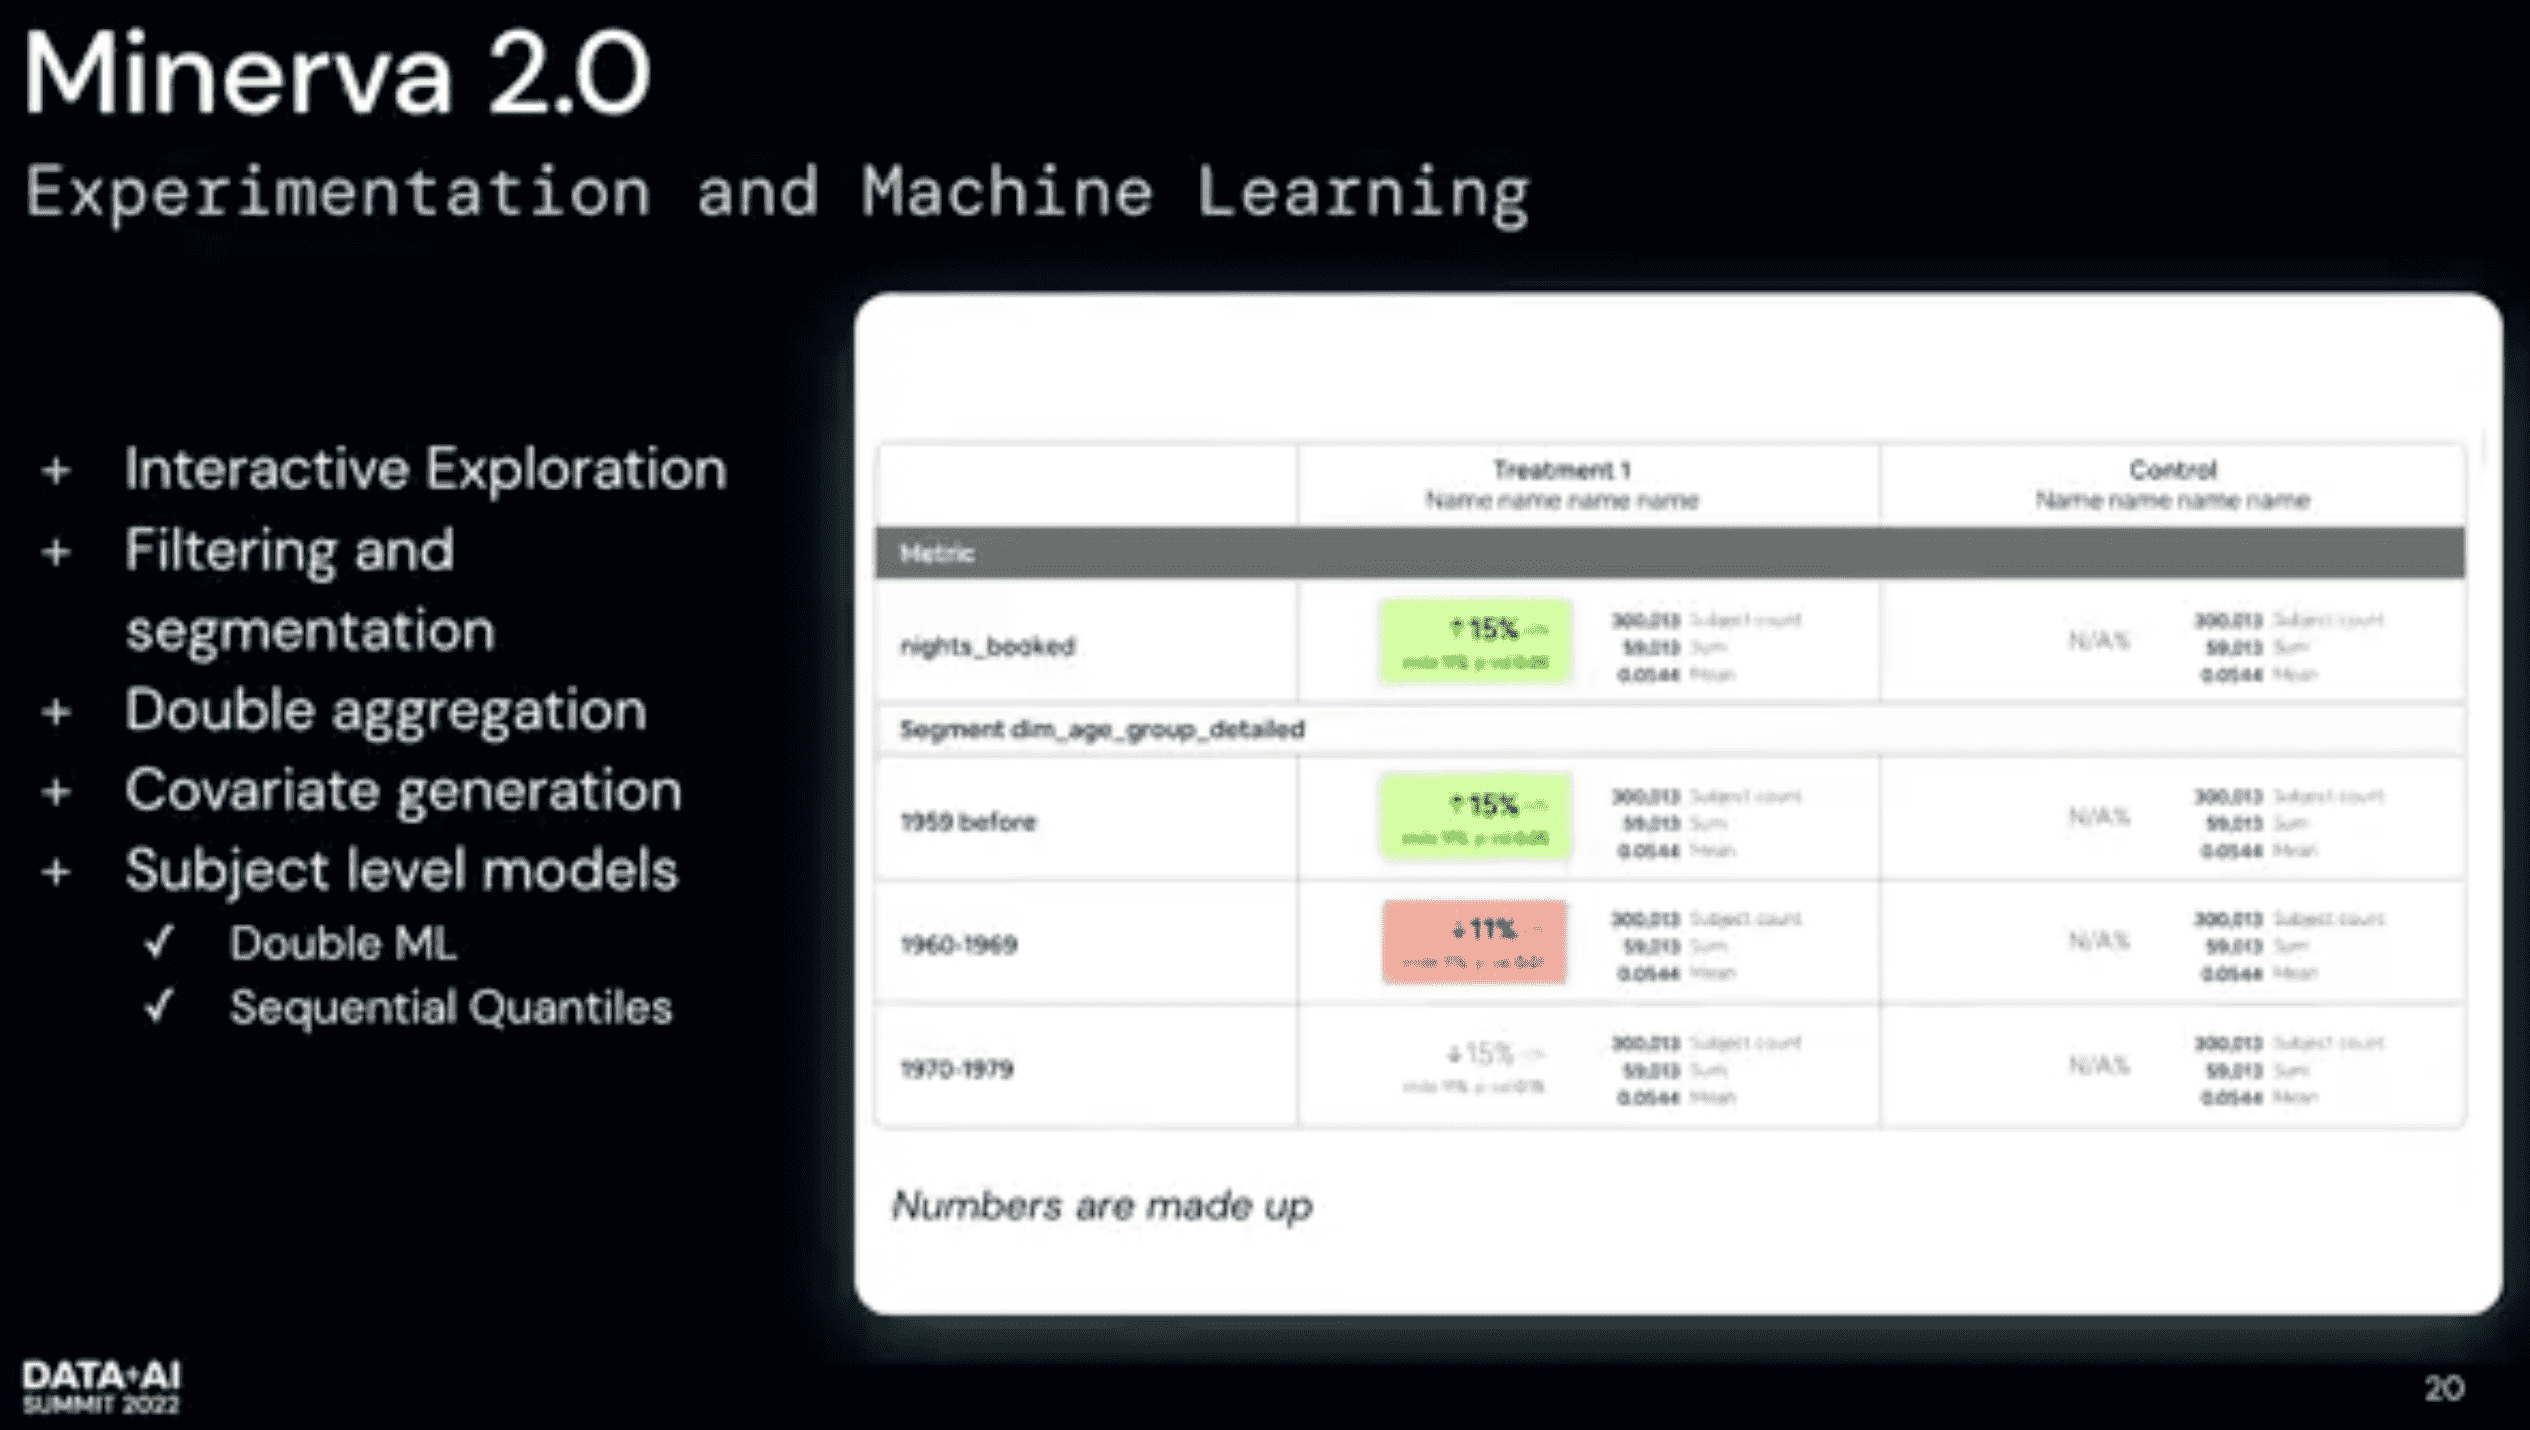 Minerva 2.0
Experimentation and Machine Learning
+ Interactive Exploration
+ Filtering and
segmentation
+ Double aggregation
+ Covariate generation
+ Subject level models
✓ Double ML
✓ Sequential Quantiles
Treatment 1 Control
Name name name name Name name name name
Metric
nights_booked
↑15%
300,013 Subject count
59,013 Sum
0.0544 Mean
N/A%
300,013 Subject count
59,013 Sum
0.0544 Mean
Segment dim_age_group_detailed
1959 before
↑15%
300,013 Subject count
59,013 Sum
0.0544 Mean
N/A%
300,013 Subject count
59,013 Sum
0.0544 Mean
1960-1969
↓11%
300,013 Subject count
59,013 Sum
0.0544 Mean
N/A%
300,013 Subject count
59,013 Sum
0.0544 Mean
1970-1979
↓15%
300,013 Subject count
59,013 Sum
0.0544 Mean
N/A%
300,013 Subject count
59,013 Sum
0.0544 Mean
Numbers are made up
DATA+AI
SUMMIT 2022
20